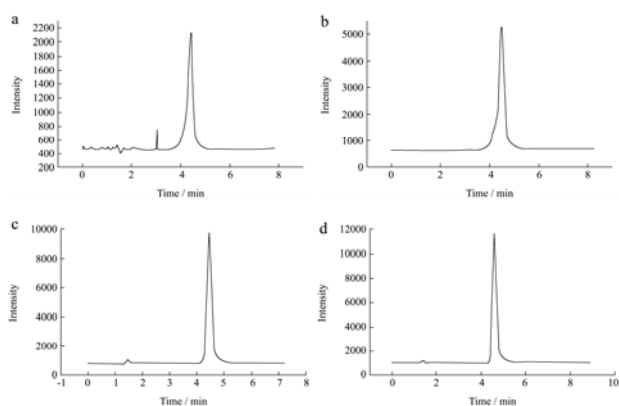 a
2200
2000
1800
1600
1400
1200
1000
800
600
400
200
Intensity
0 2 4 6 8
Time / min
b
5000
4000
3000
2000
1000
0
Intensity
0 2 4 6 8
Time / min
c
10000
8000
6000
4000
2000
0
Intensity
-1 0 1 2 3 4 5 6 7 8
Time / min
d
12000
10000
8000
6000
4000
2000
0
Intensity
0 2 4 6 8 10
Time / min